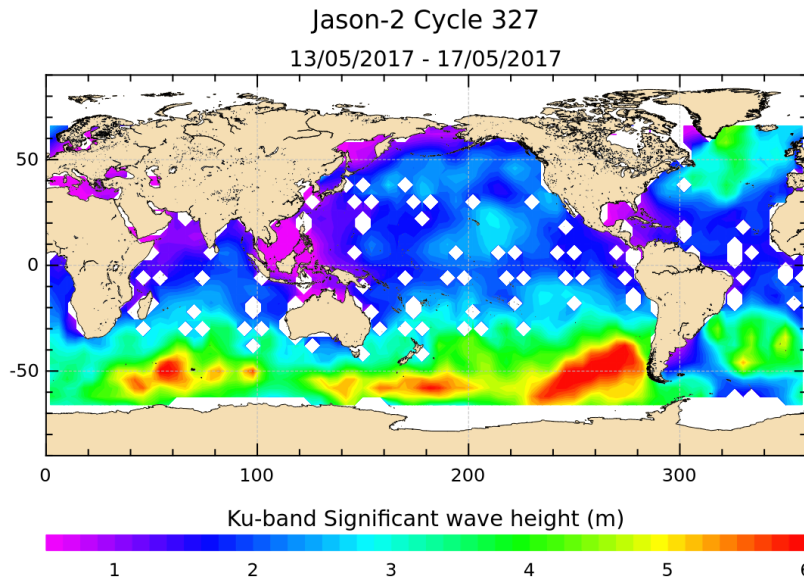 Jason-2 Cycle 327
13/05/2017 - 17/05/2017
50
0
-50
0 100 200 300
Ku-band Significant wave height (m)
1 2 3 4 5 6